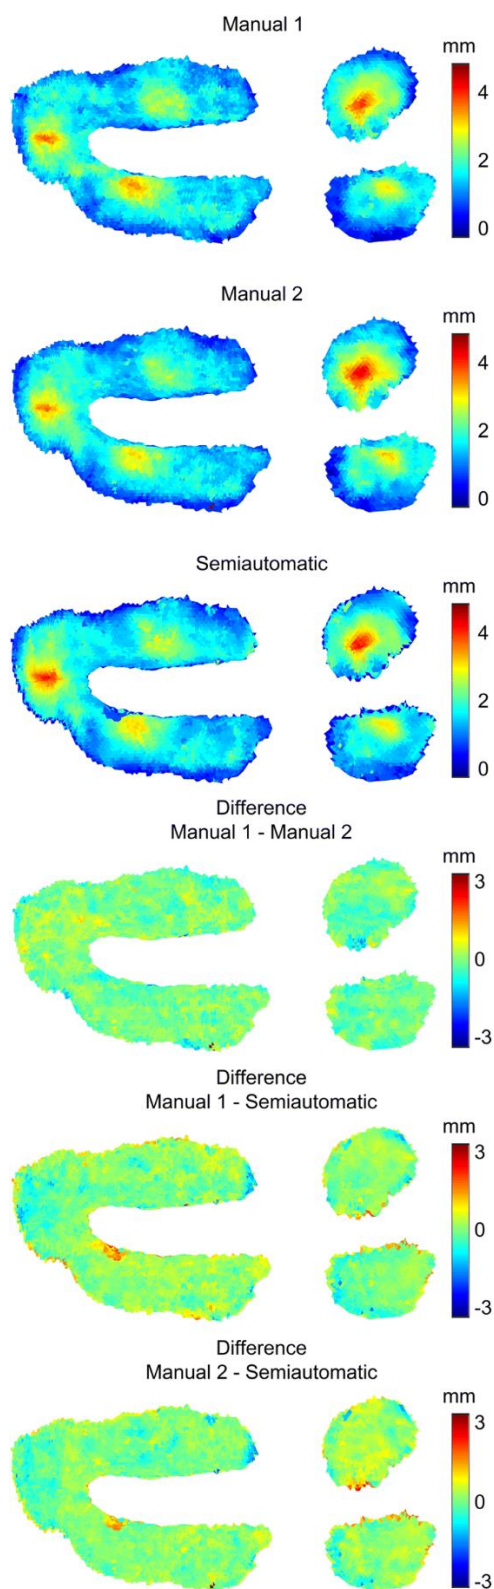 Manual 1
mm
4
2
0
Manual 2
mm
4
2
0
Semiautomatic
mm
4
2
0
Difference
Manual 1 - Manual 2
mm
3
0
-3
Difference
Manual 1 - Semiautomatic
mm
3
0
-3
Difference
Manual 2 - Semiautomatic
mm
3
0
-3